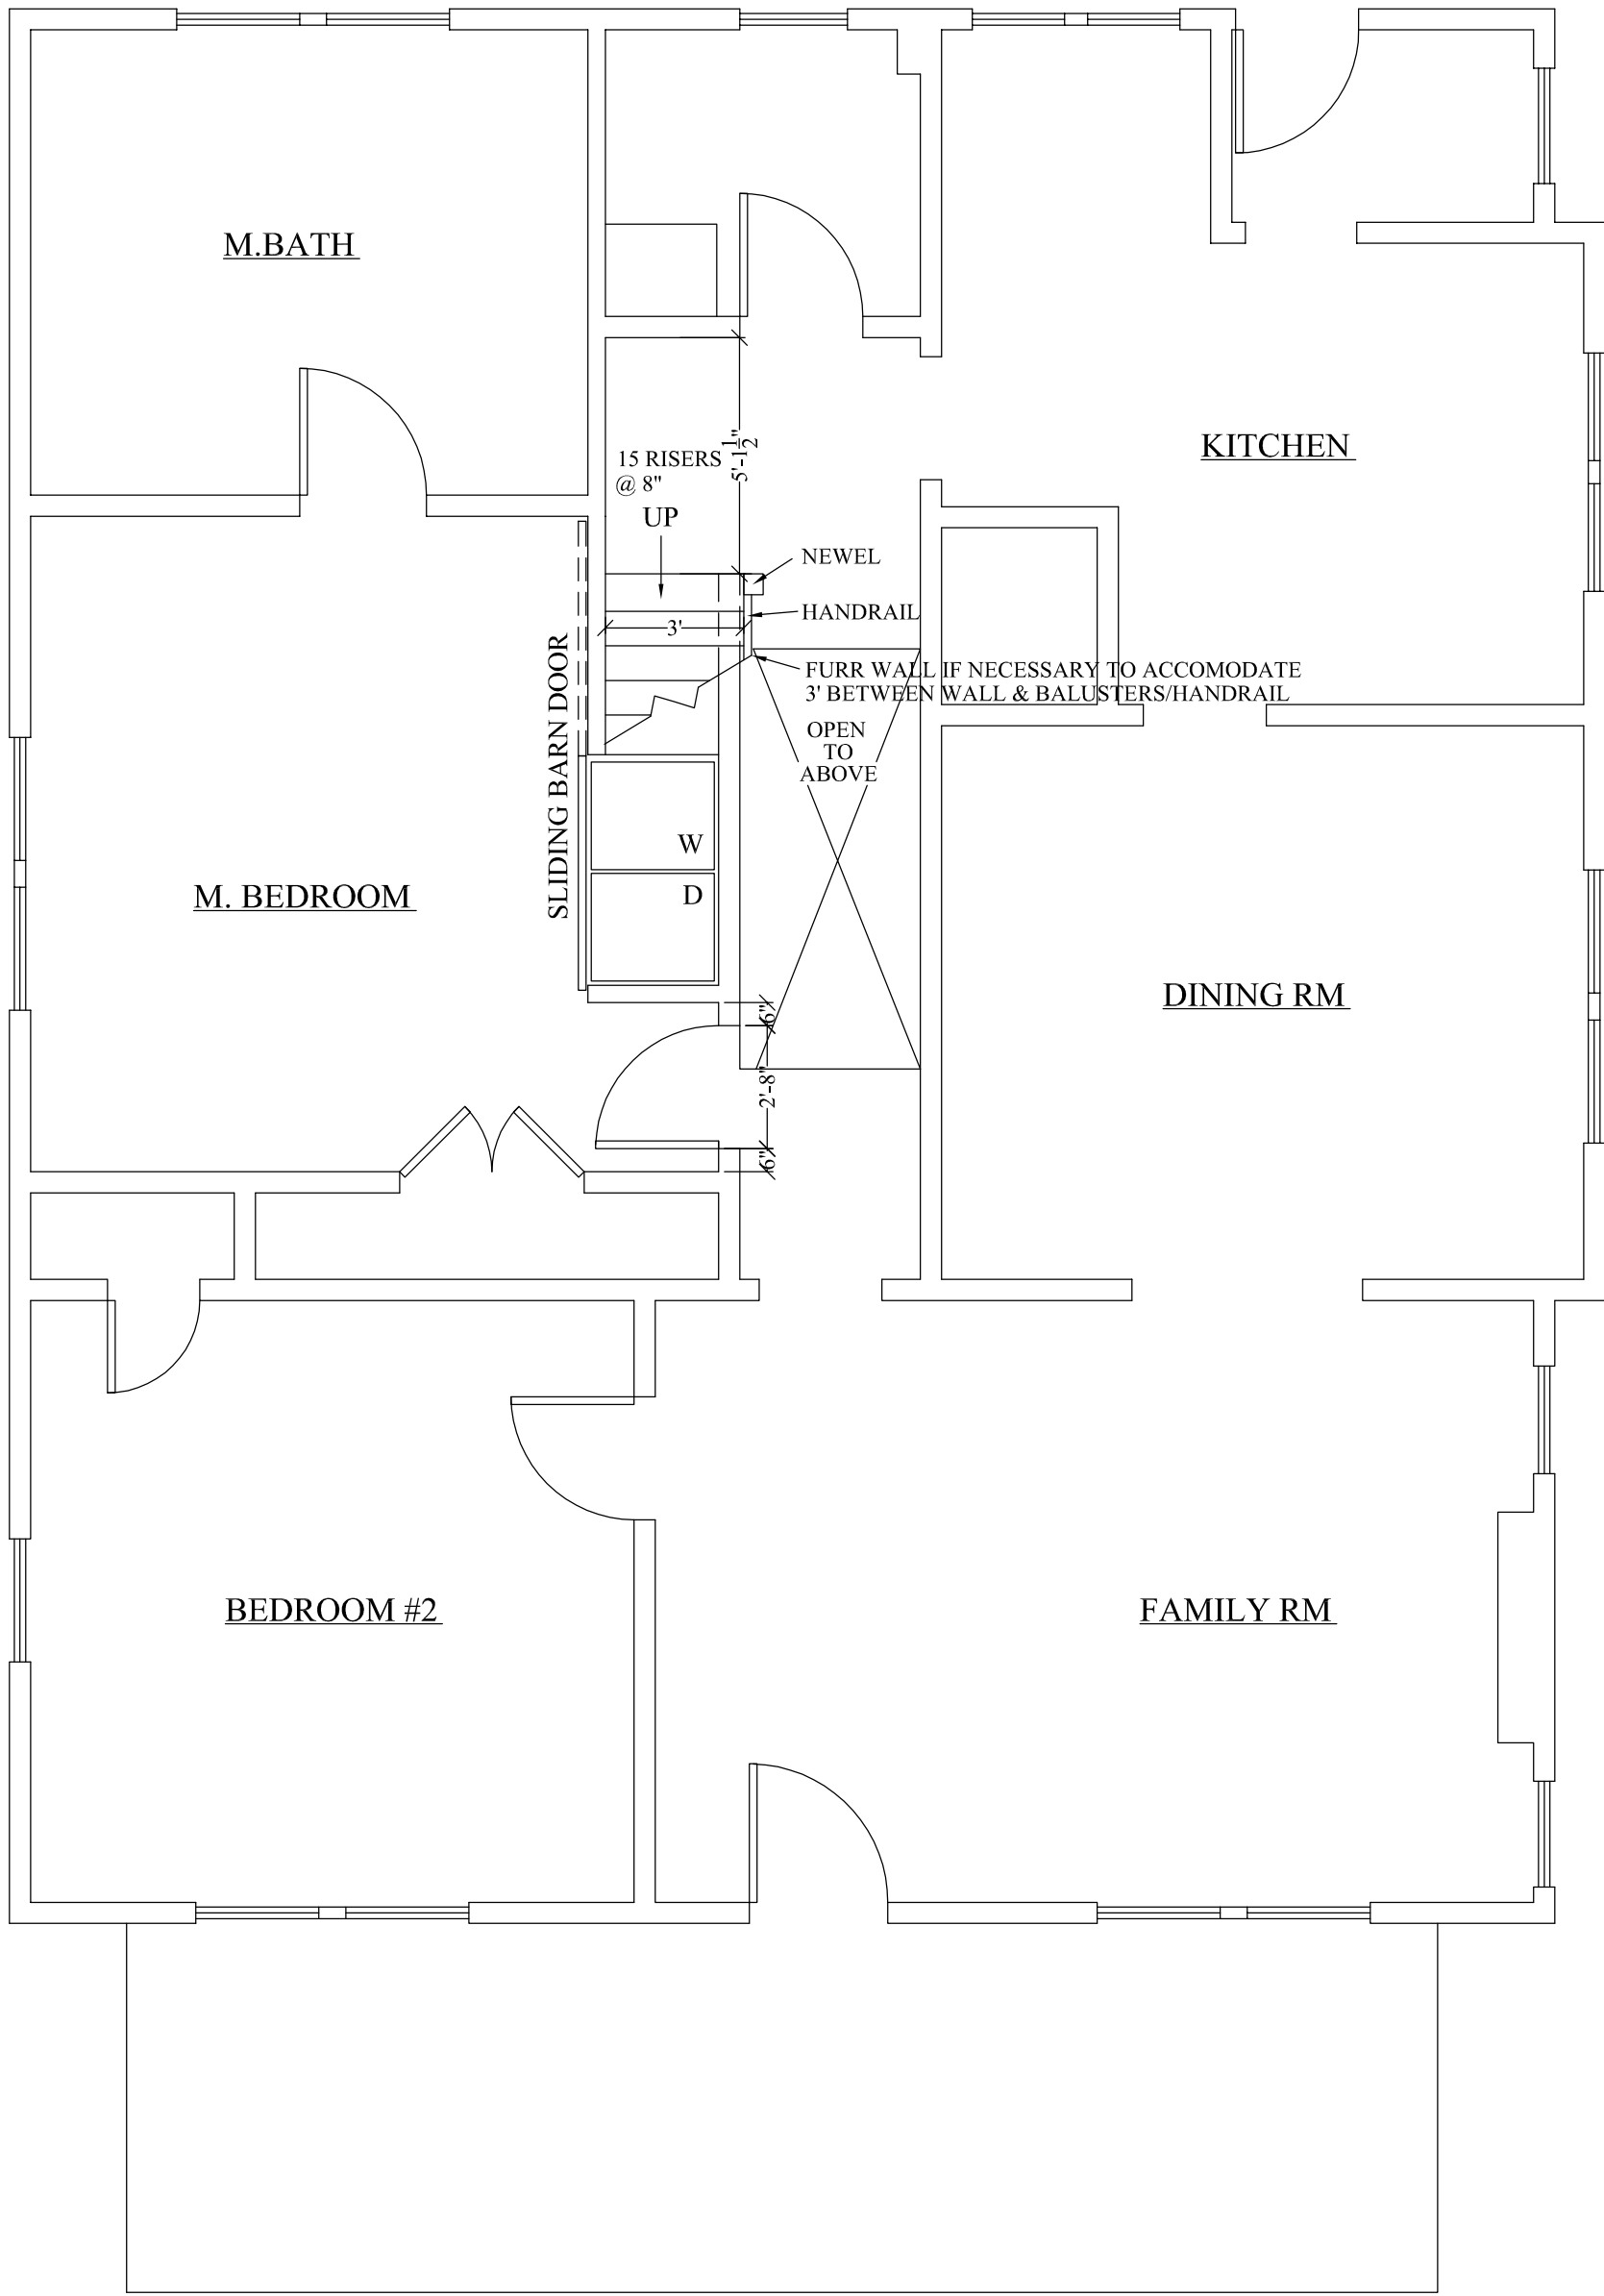 M.BATH
KITCHEN
15 RISERS
@ 8"
UP
5'-1 1/2"
NEWEL
HANDRAIL
3'
FURR WALL IF NECESSARY TO ACCOMODATE
3' BETWEEN WALL & BALUSTERS/HANDRAIL
OPEN
TO
ABOVE
SLIDING BARN DOOR
W
D
M. BEDROOM
DINING RM
6"
2'-8"
6"
BEDROOM #2
FAMILY RM